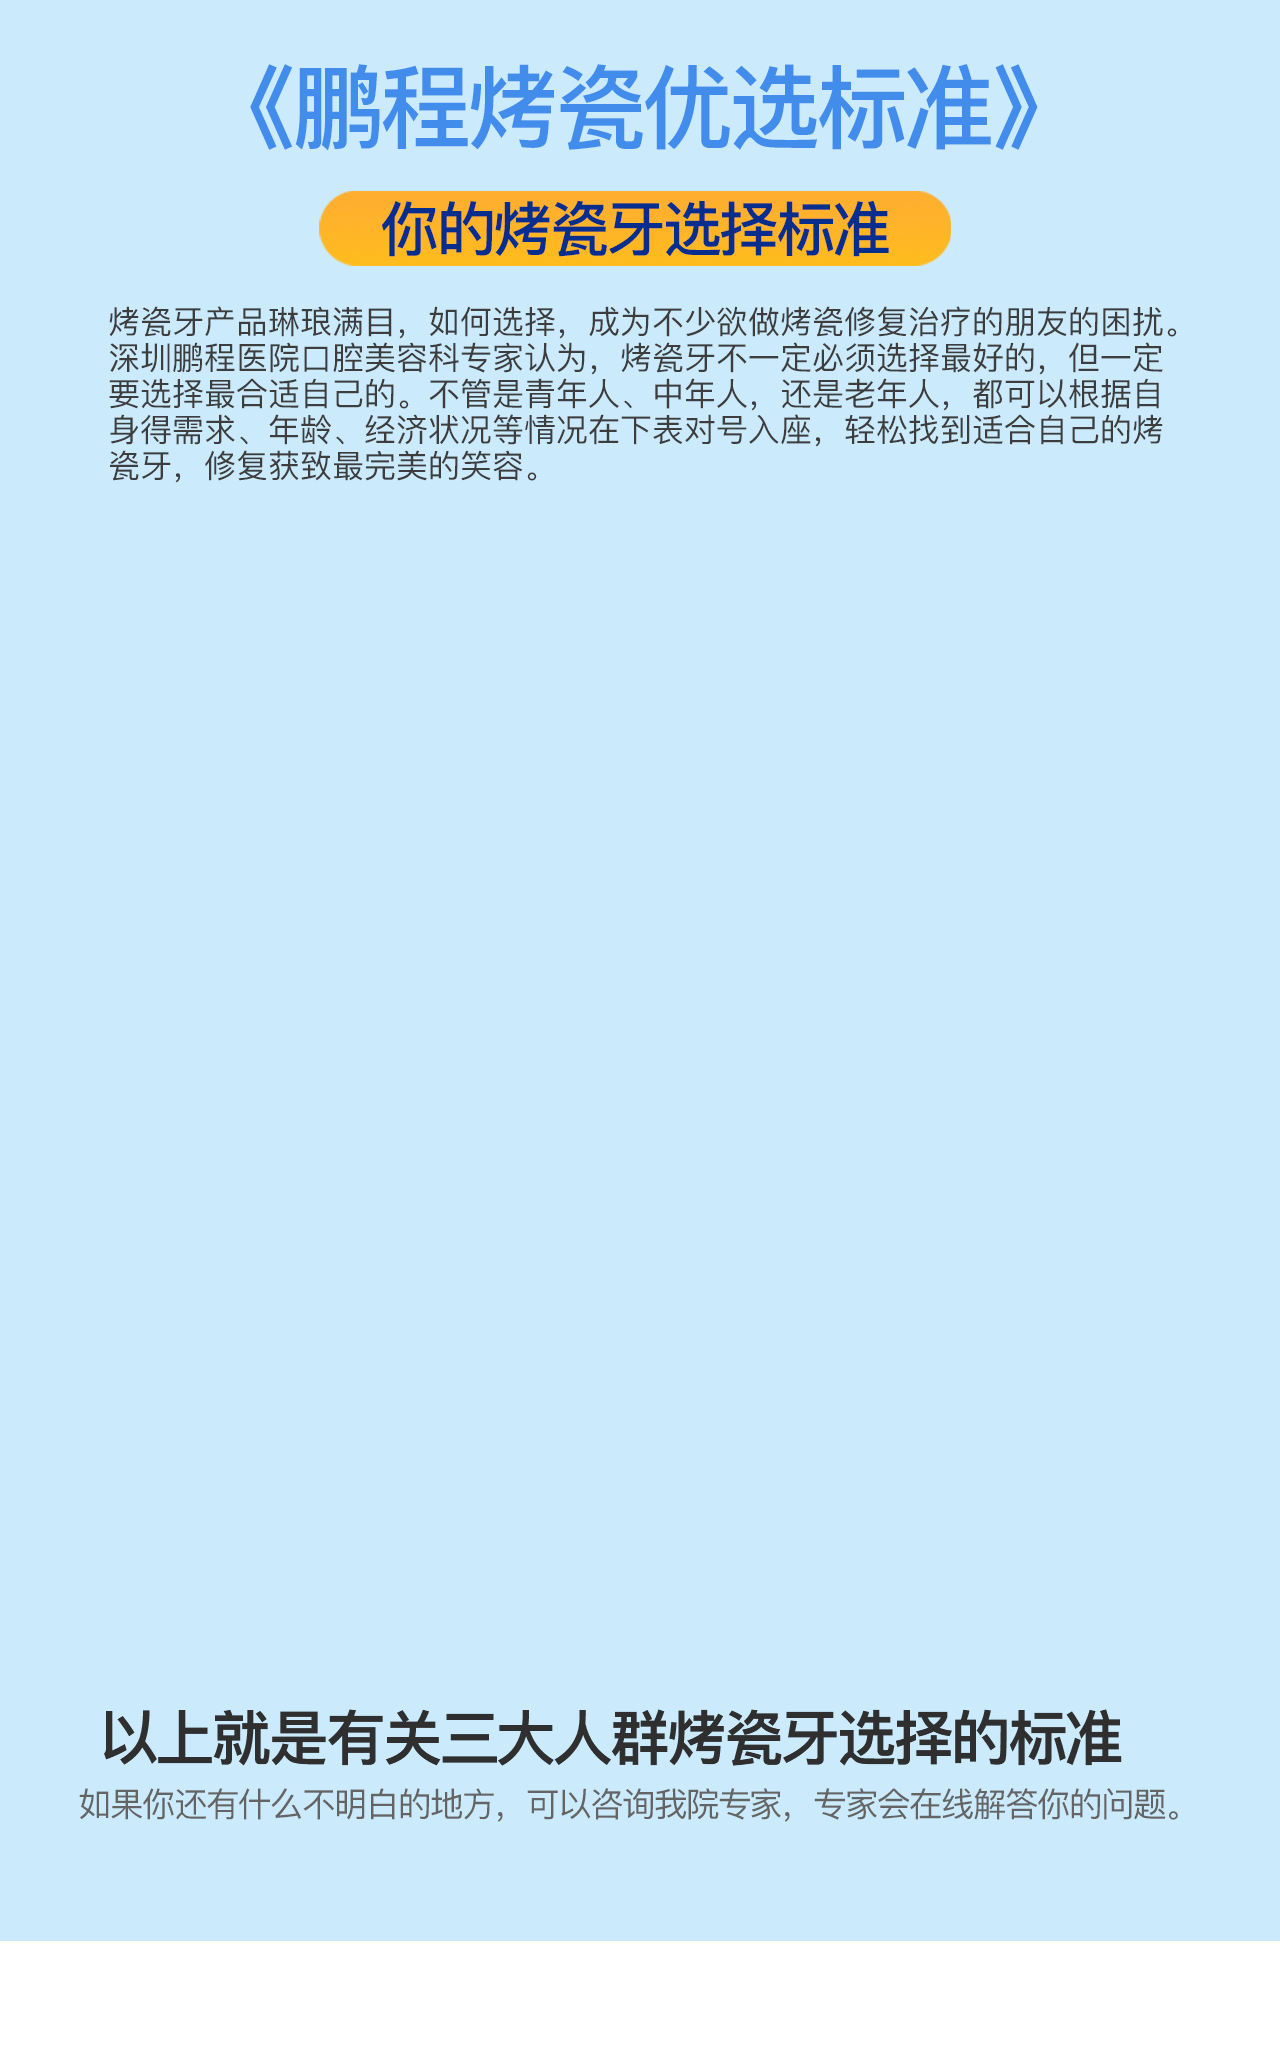 《鹏程烤瓷优选标准》
你的烤瓷牙选择标准
烤瓷牙产品琳琅满目，如何选择，成为不少欲做烤瓷修复治疗的朋友的困扰。
深圳鹏程医院口腔美容科专家认为，烤瓷牙不一定必须选择最好的，但一定
要选择最合适自己的。不管是青年人、中年人，还是老年人，都可以根据自
身得需求、年龄、经济状况等情况在下表对号入座，轻松找到适合自己的烤
瓷牙，修复获致最完美的笑容。
以上就是有关三大人群烤瓷牙选择的标准
如果你还有什么不明白的地方，可以咨询我院专家，专家会在线解答你的问题。